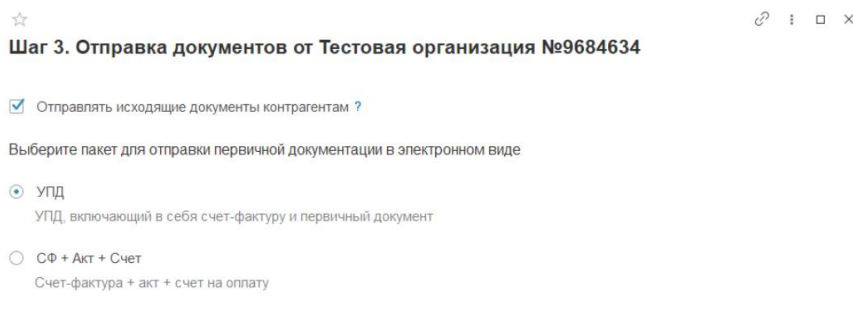 Шаг 3. Отправка документов от Тестовая организация №9684634
Отправлять исходящие документы контрагентам ?
Выберите пакет для отправки первичной документации в электронном виде
УПД
УПД, включающий в себя счет-фактуру и первичный документ
СФ + Акт + Счет
Счет-фактура + акт + счет на оплату